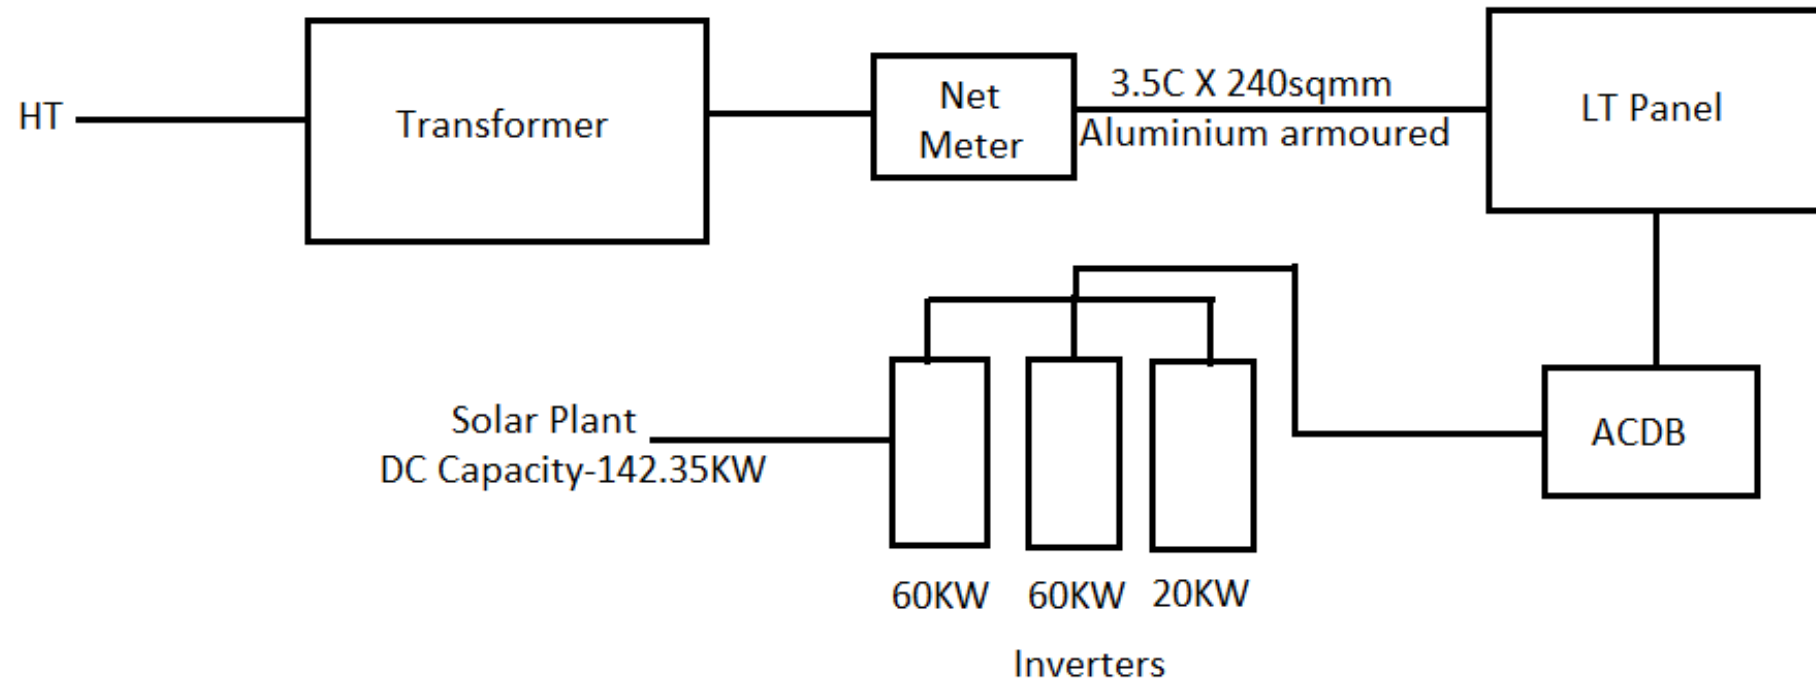 HT
Transformer
Net
Meter
3.5C X 240sqmm
Aluminium armoured
LT Panel
Solar Plant
DC Capacity-142.35KW
ACDB
60KW
60KW
20KW
Inverters